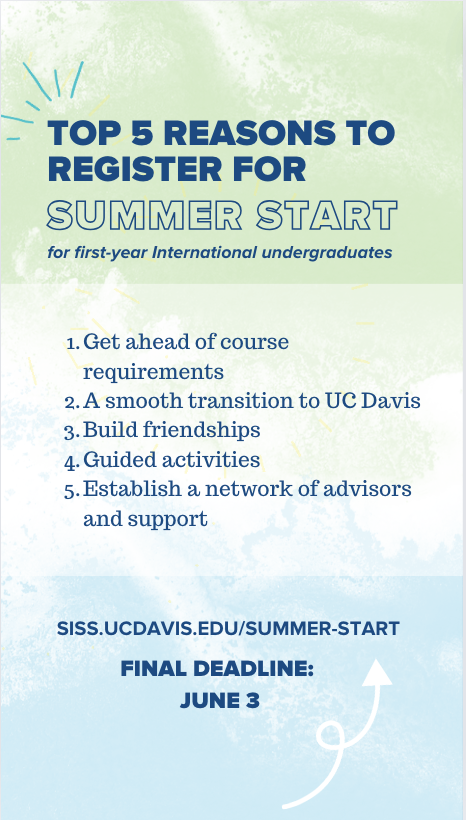 TOP 5 REASONS TO
REGISTER FOR
SUMMER START
for first-year International undergraduates
1. Get ahead of course
requirements
2. A smooth transition to UC Davis
3. Build friendships
4. Guided activities
5. Establish a network of advisors
and support
SISS.UCDAVIS.EDU/SUMMER-START
FINAL DEADLINE:
JUNE 3